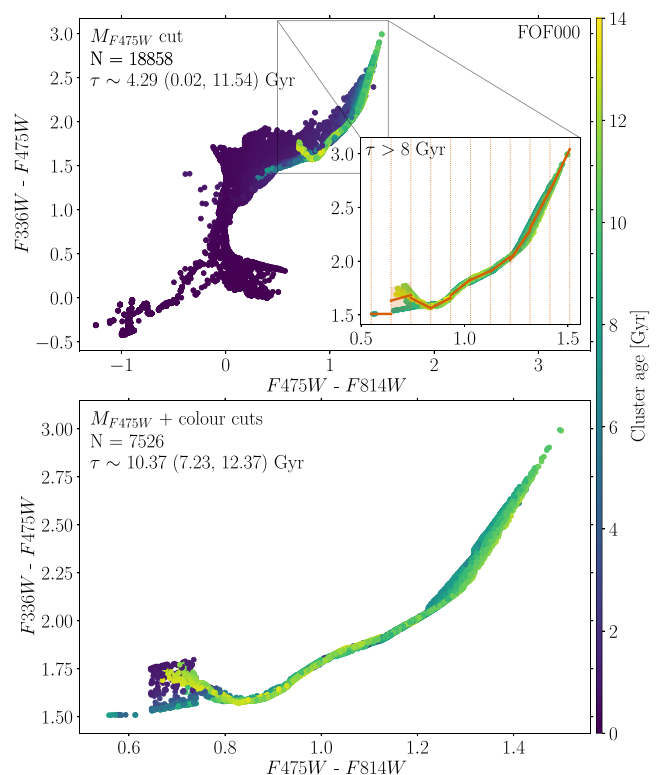 M_F475W cut
N = 18858
τ ∼ 4.29 (0.02, 11.54) Gyr
FOF000
3.0
2.5
2.0
1.5
1.0
0.5
0.0
−0.5
F336W - F475W
τ > 8 Gyr
3.0
2.5
2.0
1.5
0.5 1.0 1.5
−1 0 1 2 3
F475W - F814W
M_F475W + colour cuts
N = 7526
τ ∼ 10.37 (7.23, 12.37) Gyr
3.00
2.75
2.50
2.25
2.00
1.75
1.50
F336W - F475W
0.6 0.8 1.0 1.2 1.4
F475W - F814W
14
12
10
8
6
4
2
0
Cluster age [Gyr]